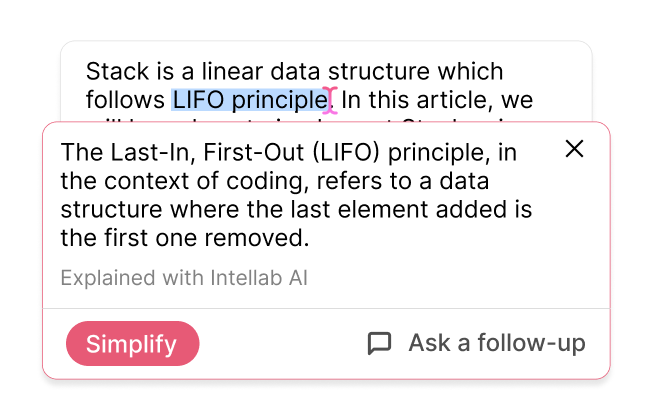 Stack is a linear data structure which
follows LIFO principle. In this article, we
The Last-In, First-Out (LIFO) principle, in
the context of coding, refers to a data
structure where the last element added is
the first one removed.
Explained with Intellab AI
Simplify
Ask a follow-up